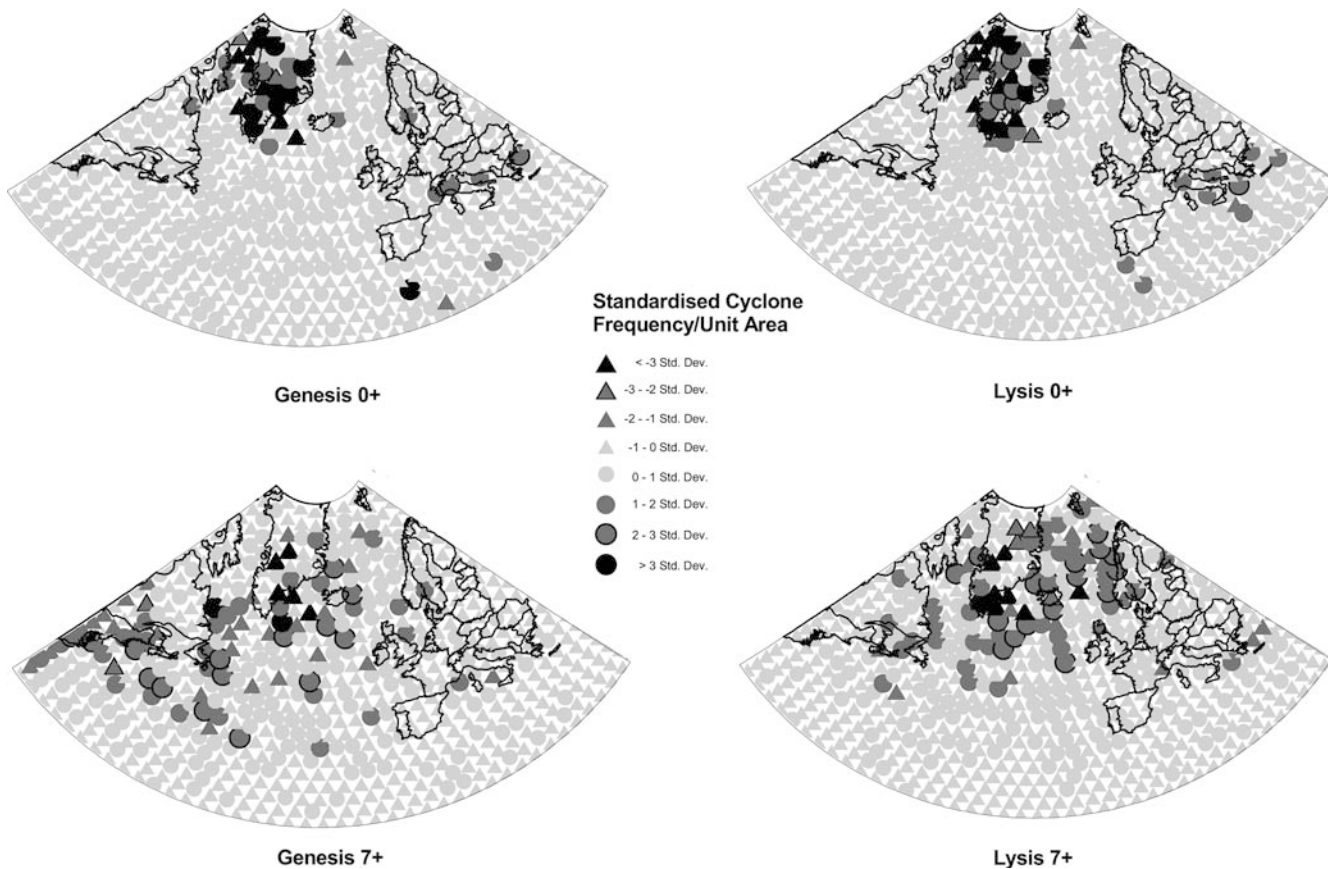 Genesis 0+
Lysis 0+
Standardised Cyclone
Frequency/Unit Area
< -3 Std. Dev.
-3 - -2 Std. Dev.
-2 - -1 Std. Dev.
-1 - 0 Std. Dev.
0 - 1 Std. Dev.
1 - 2 Std. Dev.
2 - 3 Std. Dev.
> 3 Std. Dev.
Genesis 7+
Lysis 7+